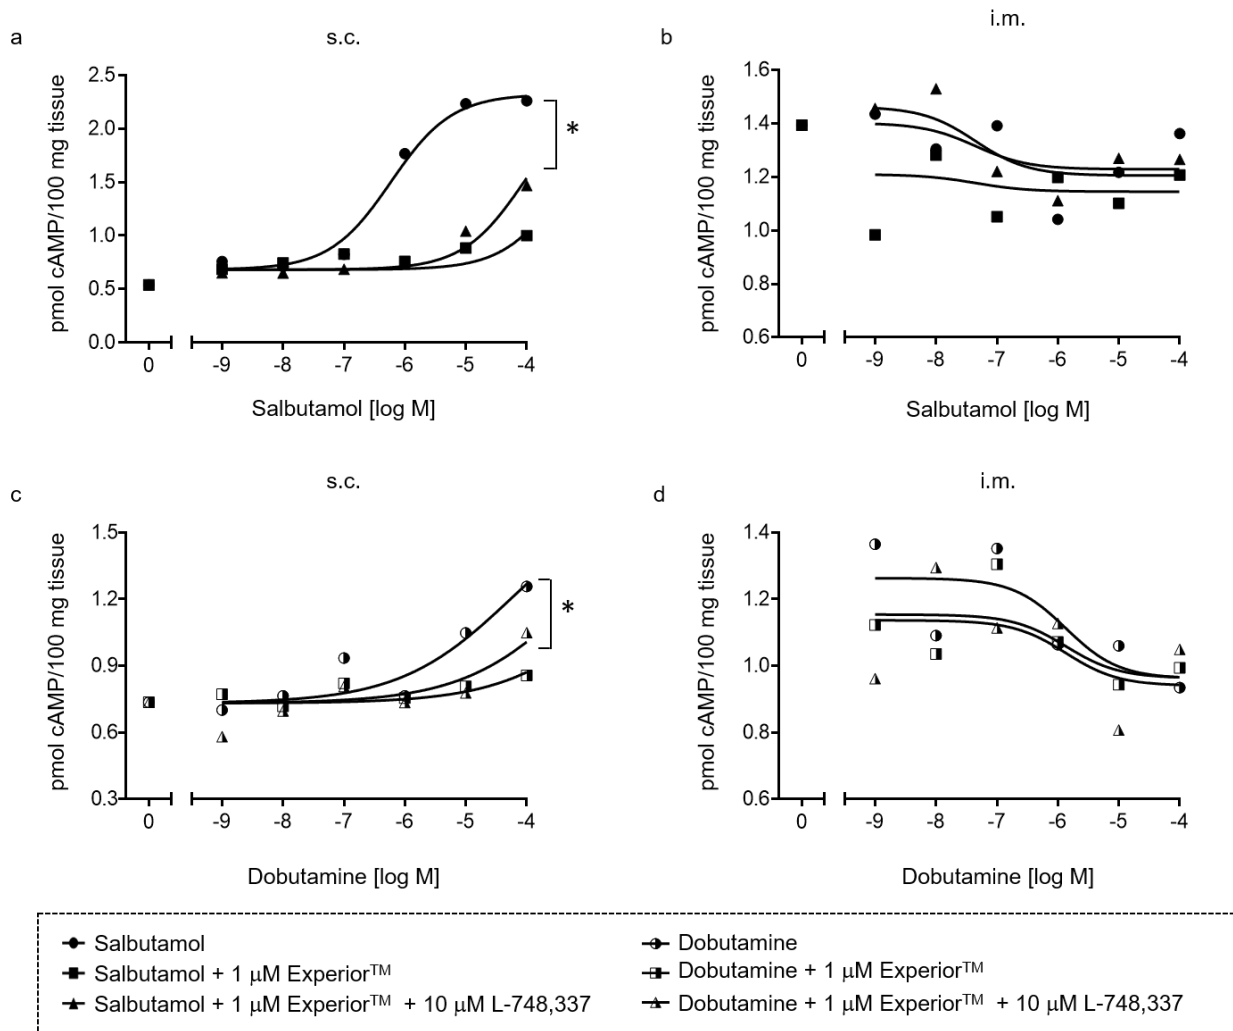 a
s.c.
pmol cAMP/100 mg tissue
2.5
2.0
1.5
1.0
0.5
0.0
*
0 -9 -8 -7 -6 -5 -4
Salbutamol [log M]
b
i.m.
pmol cAMP/100 mg tissue
1.6
1.4
1.2
1.0
0.8
0.6
0 -9 -8 -7 -6 -5 -4
Salbutamol [log M]
c
s.c.
pmol cAMP/100 mg tissue
1.5
1.2
0.9
0.6
0.3
*
0 -9 -8 -7 -6 -5 -4
Dobutamine [log M]
d
i.m.
pmol cAMP/100 mg tissue
1.4
1.2
1.0
0.8
0.6
0 -9 -8 -7 -6 -5 -4
Dobutamine [log M]
Salbutamol
Salbutamol + 1 μM Experior™
Salbutamol + 1 μM Experior™ + 10 μM L-748,337
Dobutamine
Dobutamine + 1 μM Experior™
Dobutamine + 1 μM Experior™ + 10 μM L-748,337